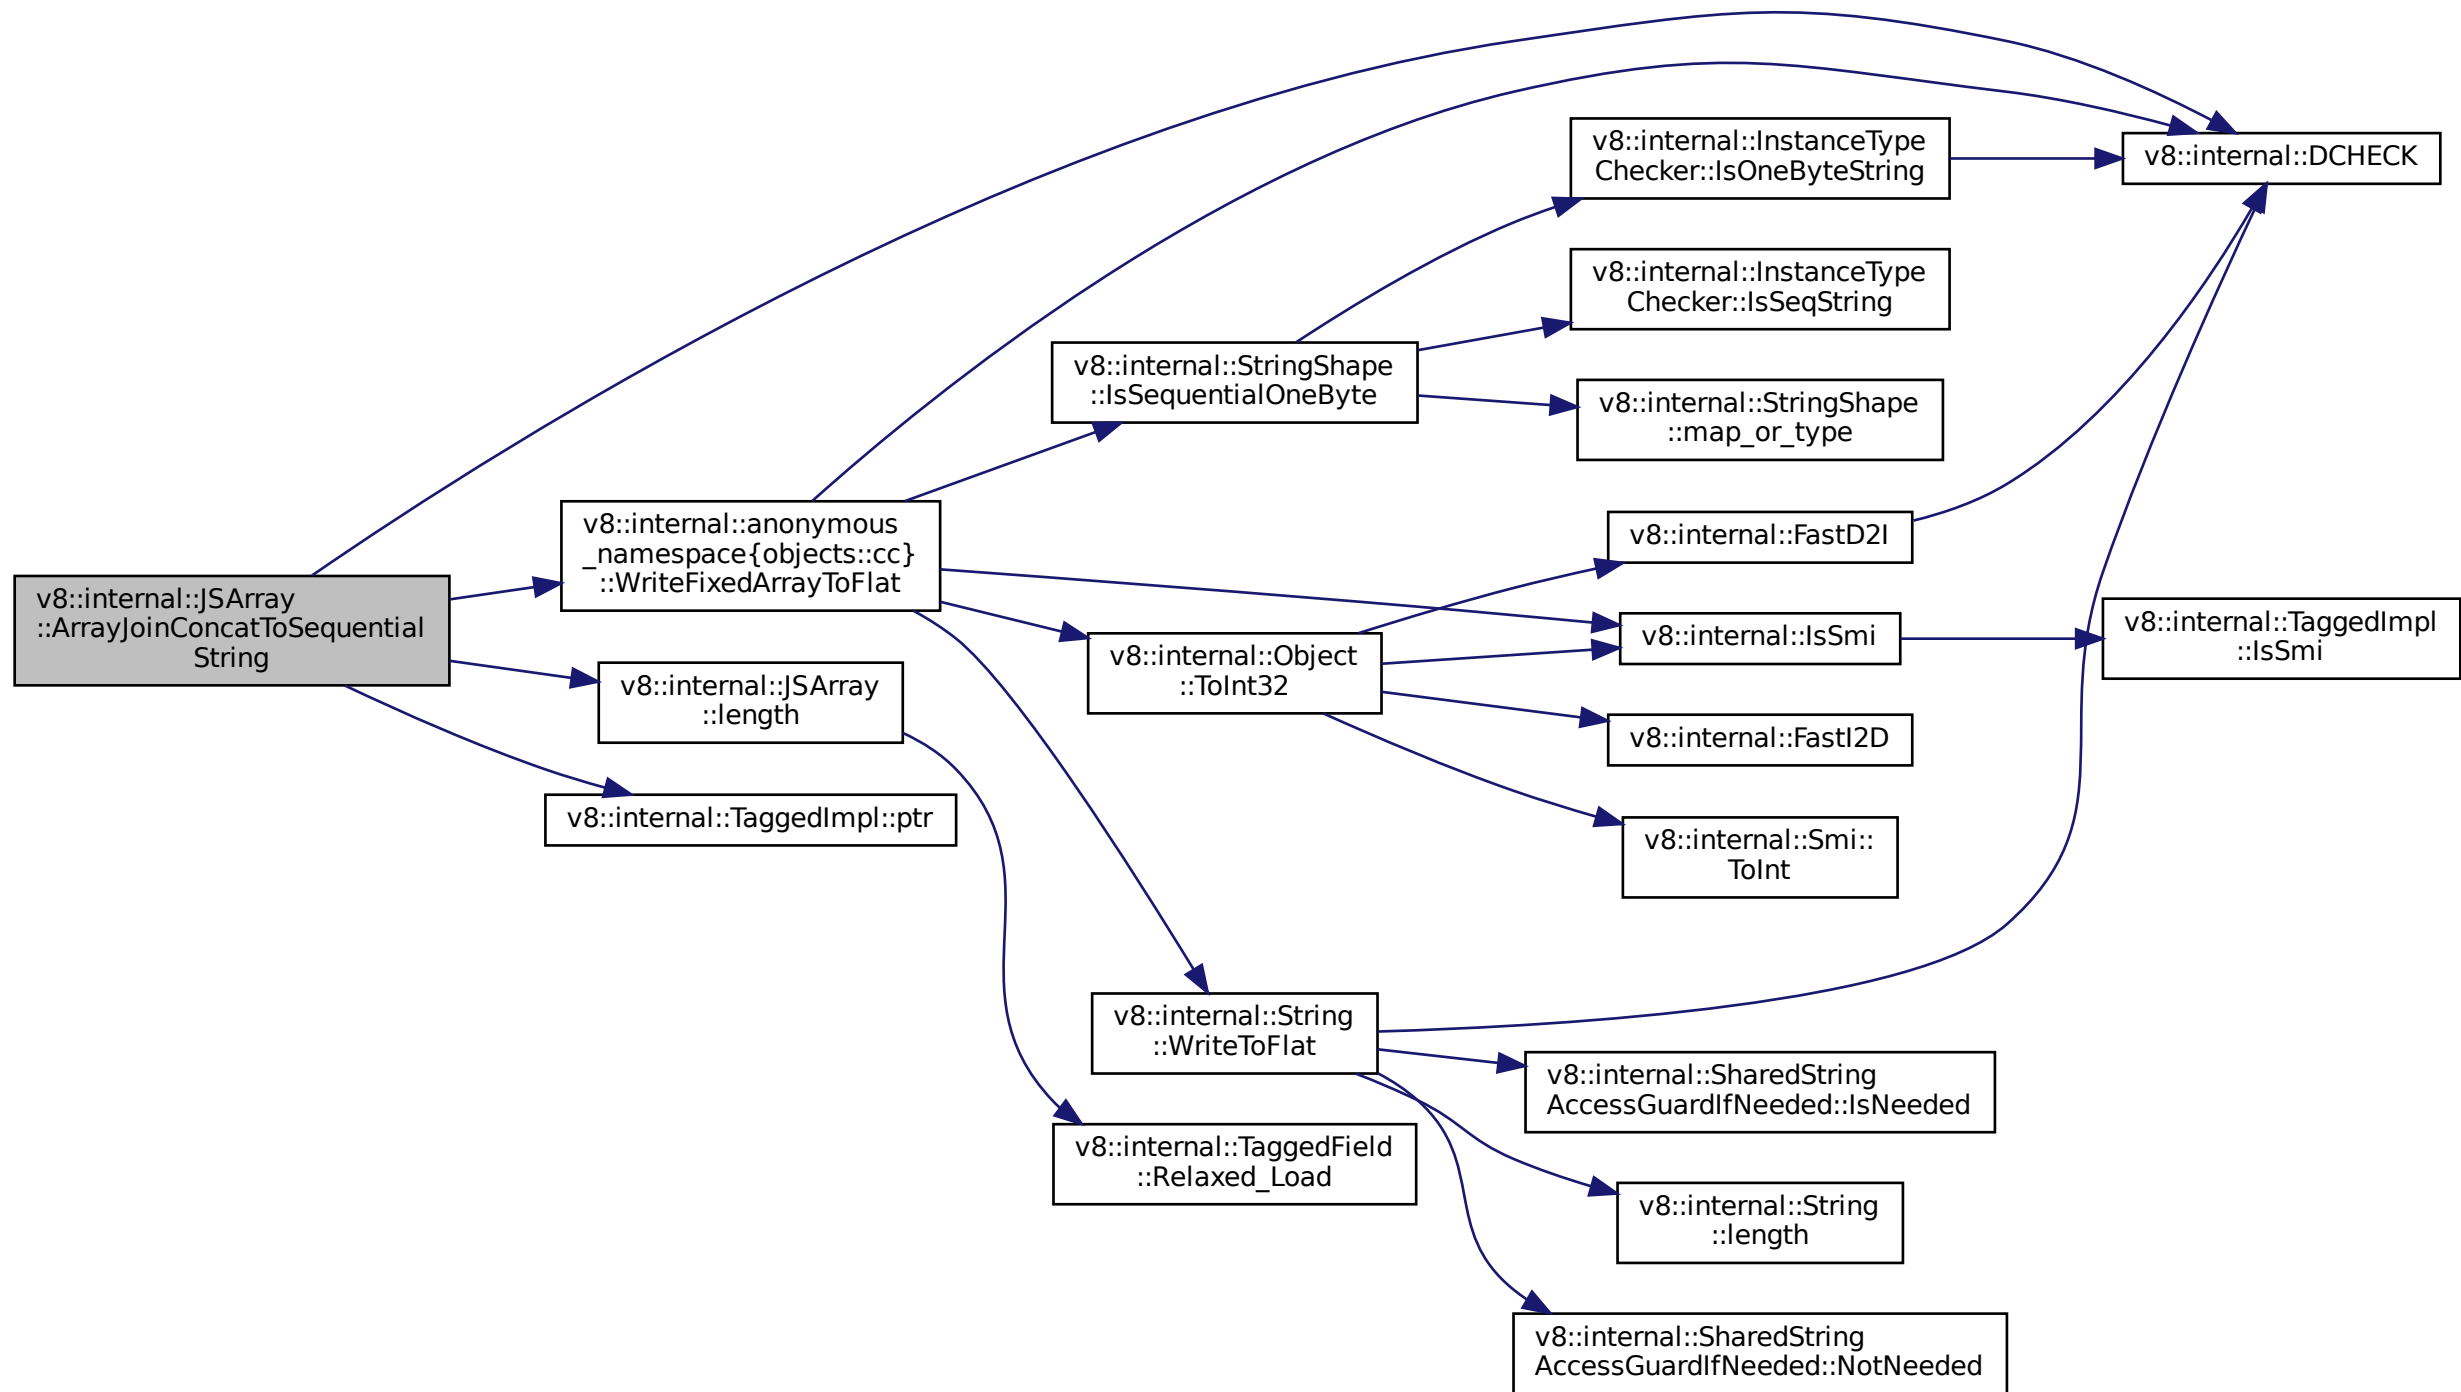 v8::internal::JSArray
::ArrayJoinConcatToSequential
String
v8::internal::anonymous
_namespace{objects::cc}
::WriteFixedArrayToFlat
v8::internal::JSArray
::length
v8::internal::TaggedImpl::ptr
v8::internal::StringShape
::IsSequentialOneByte
v8::internal::Object
::ToInt32
v8::internal::String
::WriteToFlat
v8::internal::TaggedField
::Relaxed_Load
v8::internal::InstanceType
Checker::IsOneByteString
v8::internal::InstanceType
Checker::IsSeqString
v8::internal::StringShape
::map_or_type
v8::internal::FastD2I
v8::internal::IsSmi
v8::internal::FastI2D
v8::internal::Smi::
ToInt
v8::internal::SharedString
AccessGuardIfNeeded::IsNeeded
v8::internal::String
::length
v8::internal::SharedString
AccessGuardIfNeeded::NotNeeded
v8::internal::DCHECK
v8::internal::TaggedImpl
::IsSmi